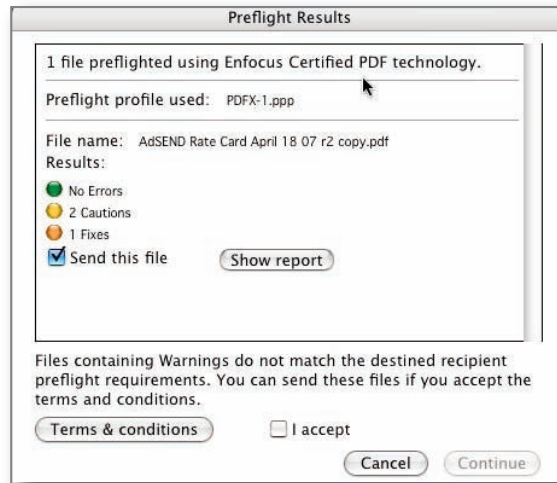 Preflight Results
1 file preflighted using Enfocus Certified PDF technology.
Preflight profile used: PDFX-1.ppp
File name: AdSEND Rate Card April 18 07 r2 copy.pdf
Results:
No Errors
2 Cautions
1 Fixes
Send this file Show report
Files containing Warnings do not match the destined recipient
preflight requirements. You can send these files if you accept the
terms and conditions.
Terms & conditions I accept
Cancel Continue